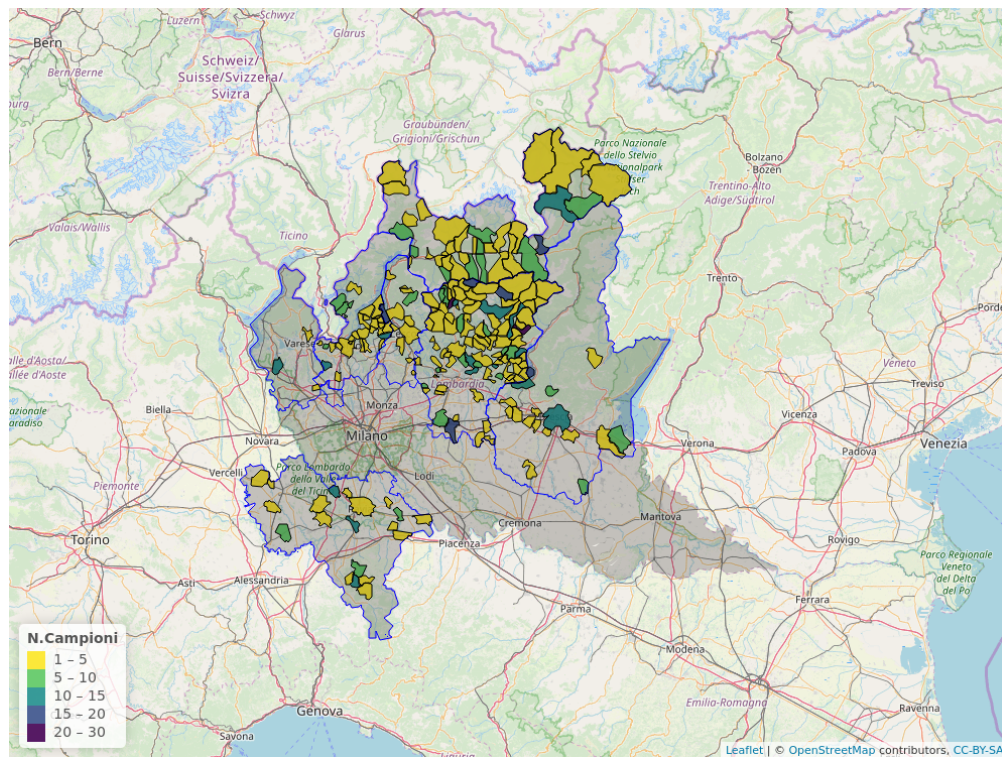 Luzern
Schwyz
Glarus
Bern
Schweiz/
Suisse/Svizzera/
Svizra
Bern/Berne
Graubünden/
Grigioni/Grischun
Parco Nazionale
dello Stelvio
Bolzano
Bozen
Trentino-Alto
Adige/Südtirol
Valais/Wallis
Ticino
Trento
Varese
Veneto
Treviso
Biella
Lombardia
Monza
Milano
Novara
Vicenza
Verona
Padova
Venezia
Vercelli
Parco Lombardo
della Valle
del Ticino
Lodi
Piemonte
Cremona
Mantova
Torino
Piacenza
Rovigo
Asti
Alessandria
Parco Regionale
Veneto
del Delta
del Po
Ferrara
Parma
Modena
Genova
Savona
Emilia-Romagna
Ravenna
N.Campioni
1 – 5
5 – 10
10 – 15
15 – 20
20 – 30
Leaflet | © OpenStreetMap contributors, CC-BY-SA